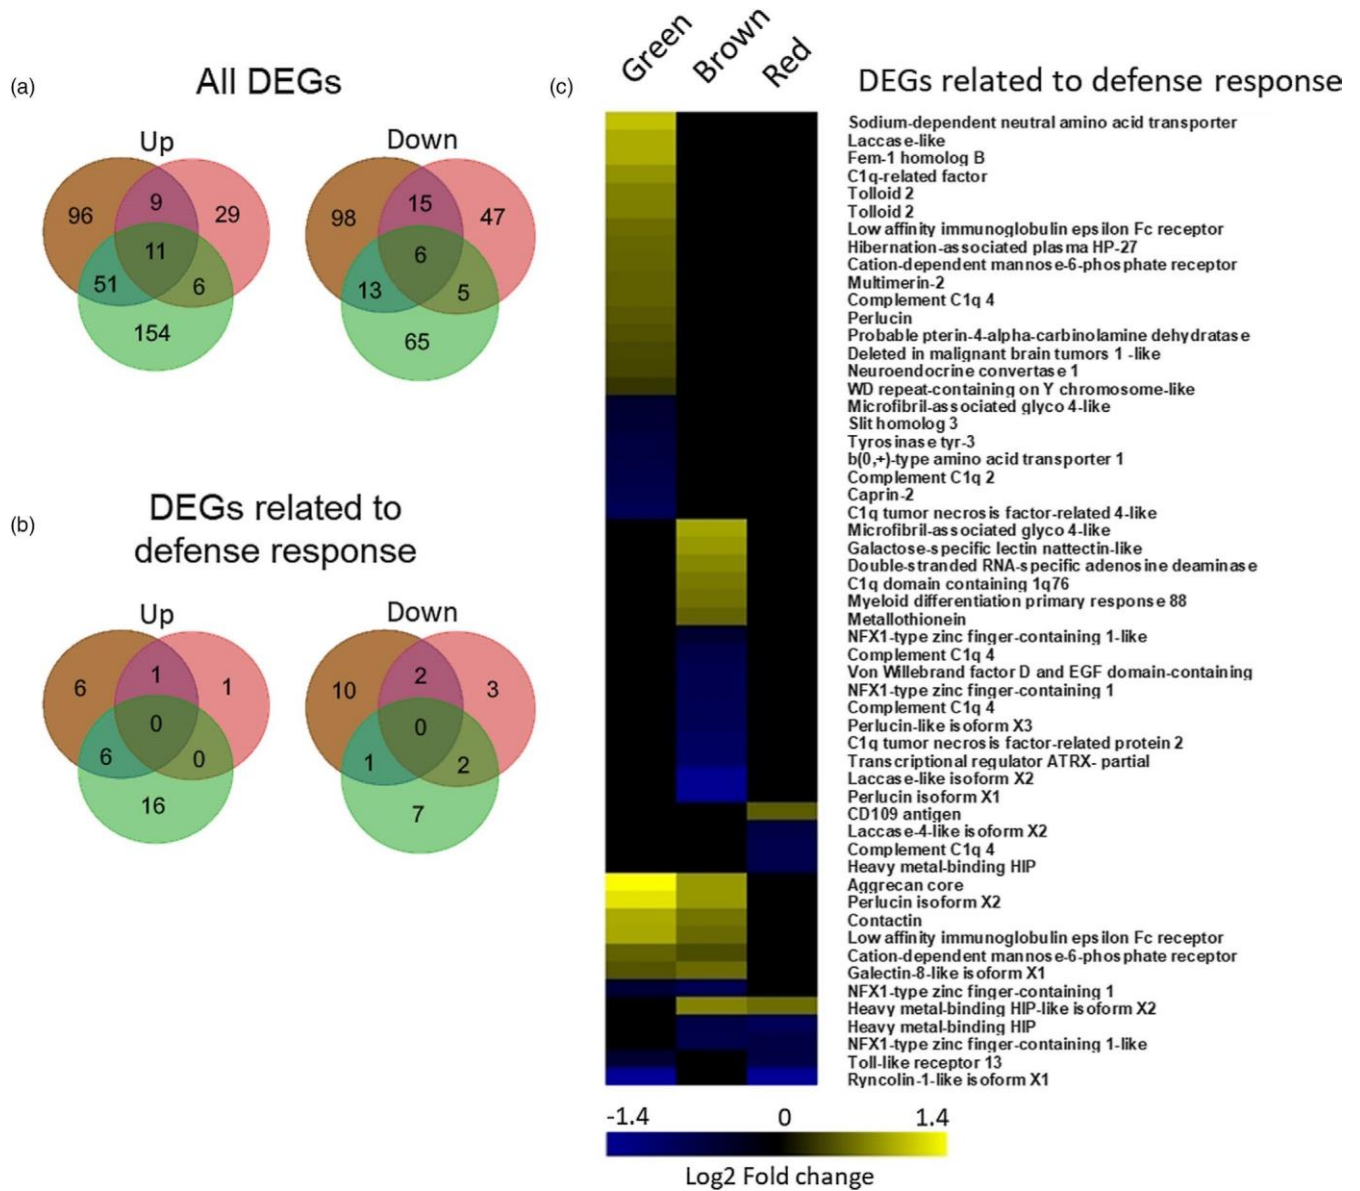 (a)
All DEGs
Up
96
9
29
11
51
6
154
Down
98
15
47
6
13
5
65
(b)
DEGs related to
defense response
Up
6
1
1
0
6
0
16
Down
10
2
3
0
1
2
7
(c)
Green
Brown
Red
DEGs related to defense response
Sodium-dependent neutral amino acid transporter
Laccase-like
Fem-1 homolog B
C1q-related factor
Tolloid 2
Tolloid 2
Low affinity immunoglobulin epsilon Fc receptor
Hibernation-associated plasma HP-27
Cation-dependent mannose-6-phosphate receptor
Multimerin-2
Complement C1q 4
Perlucin
Probable pterin-4-alpha-carbinolamine dehydratase
Deleted in malignant brain tumors 1 -like
Neuroendocrine convertase 1
WD repeat-containing on Y chromosome-like
Microfibril-associated glyco 4-like
Slit homolog 3
Tyrosinase tyr-3
b(0,+)-type amino acid transporter 1
Complement C1q 2
Caprin-2
C1q tumor necrosis factor-related 4-like
Microfibril-associated glyco 4-like
Galactose-specific lectin nattectin-like
Double-stranded RNA-specific adenosine deaminase
C1q domain containing 1q76
Myeloid differentiation primary response 88
Metallothionein
NFX1-type zinc finger-containing 1-like
Complement C1q 4
Von Willebrand factor D and EGF domain-containing
NFX1-type zinc finger-containing 1
Complement C1q 4
Perlucin-like isoform X3
C1q tumor necrosis factor-related protein 2
Transcriptional regulator ATRX- partial
Laccase-like isoform X2
Perlucin isoform X1
CD109 antigen
Laccase-4-like isoform X2
Complement C1q 4
Heavy metal-binding HIP
Aggrecan core
Perlucin isoform X2
Contactin
Low affinity immunoglobulin epsilon Fc receptor
Cation-dependent mannose-6-phosphate receptor
Galectin-8-like isoform X1
NFX1-type zinc finger-containing 1
Heavy metal-binding HIP-like isoform X2
Heavy metal-binding HIP
NFX1-type zinc finger-containing 1-like
Toll-like receptor 13
Ryncolin-1-like isoform X1
-1.4
0
1.4
Log2 Fold change